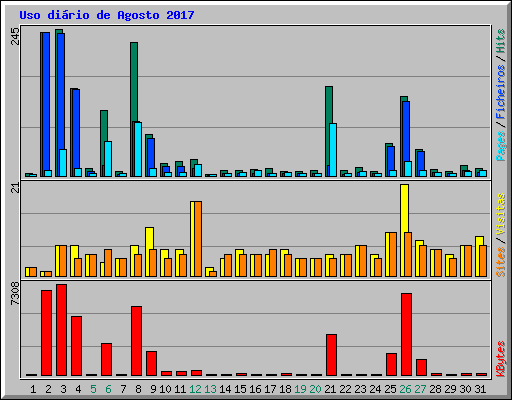 Uso diário de Agosto 2017
245
Pages / Ficheiros / Hits
21
Sites / Visitas
7308
KBytes
1 2 3 4 5 6 7 8 9 10 11 12 13 14 15 16 17 18 19 20 21 22 23 24 25 26 27 28 29 30 31